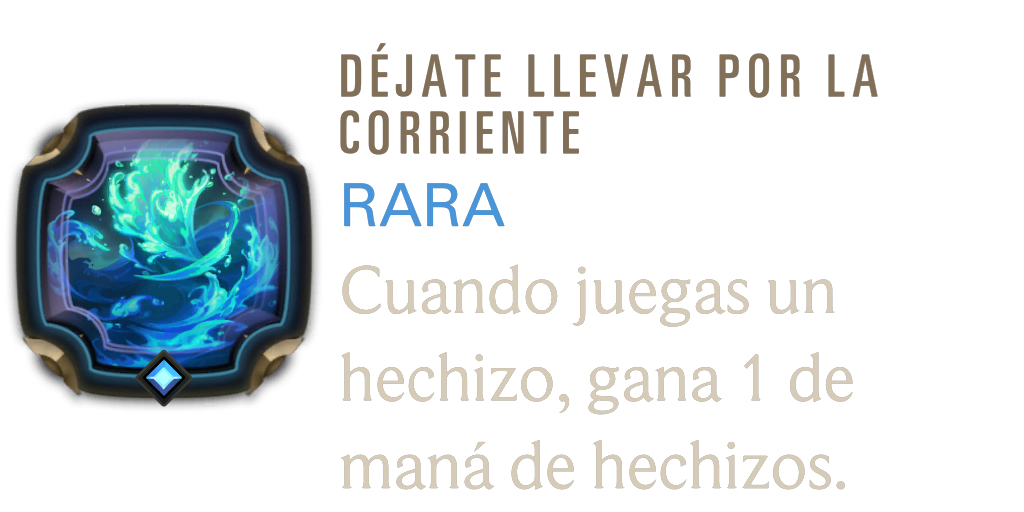 DÉJATE LLEVAR POR LA
CORRIENTE
RARA
Cuando juegas un
hechizo, gana 1 de
maná de hechizos.